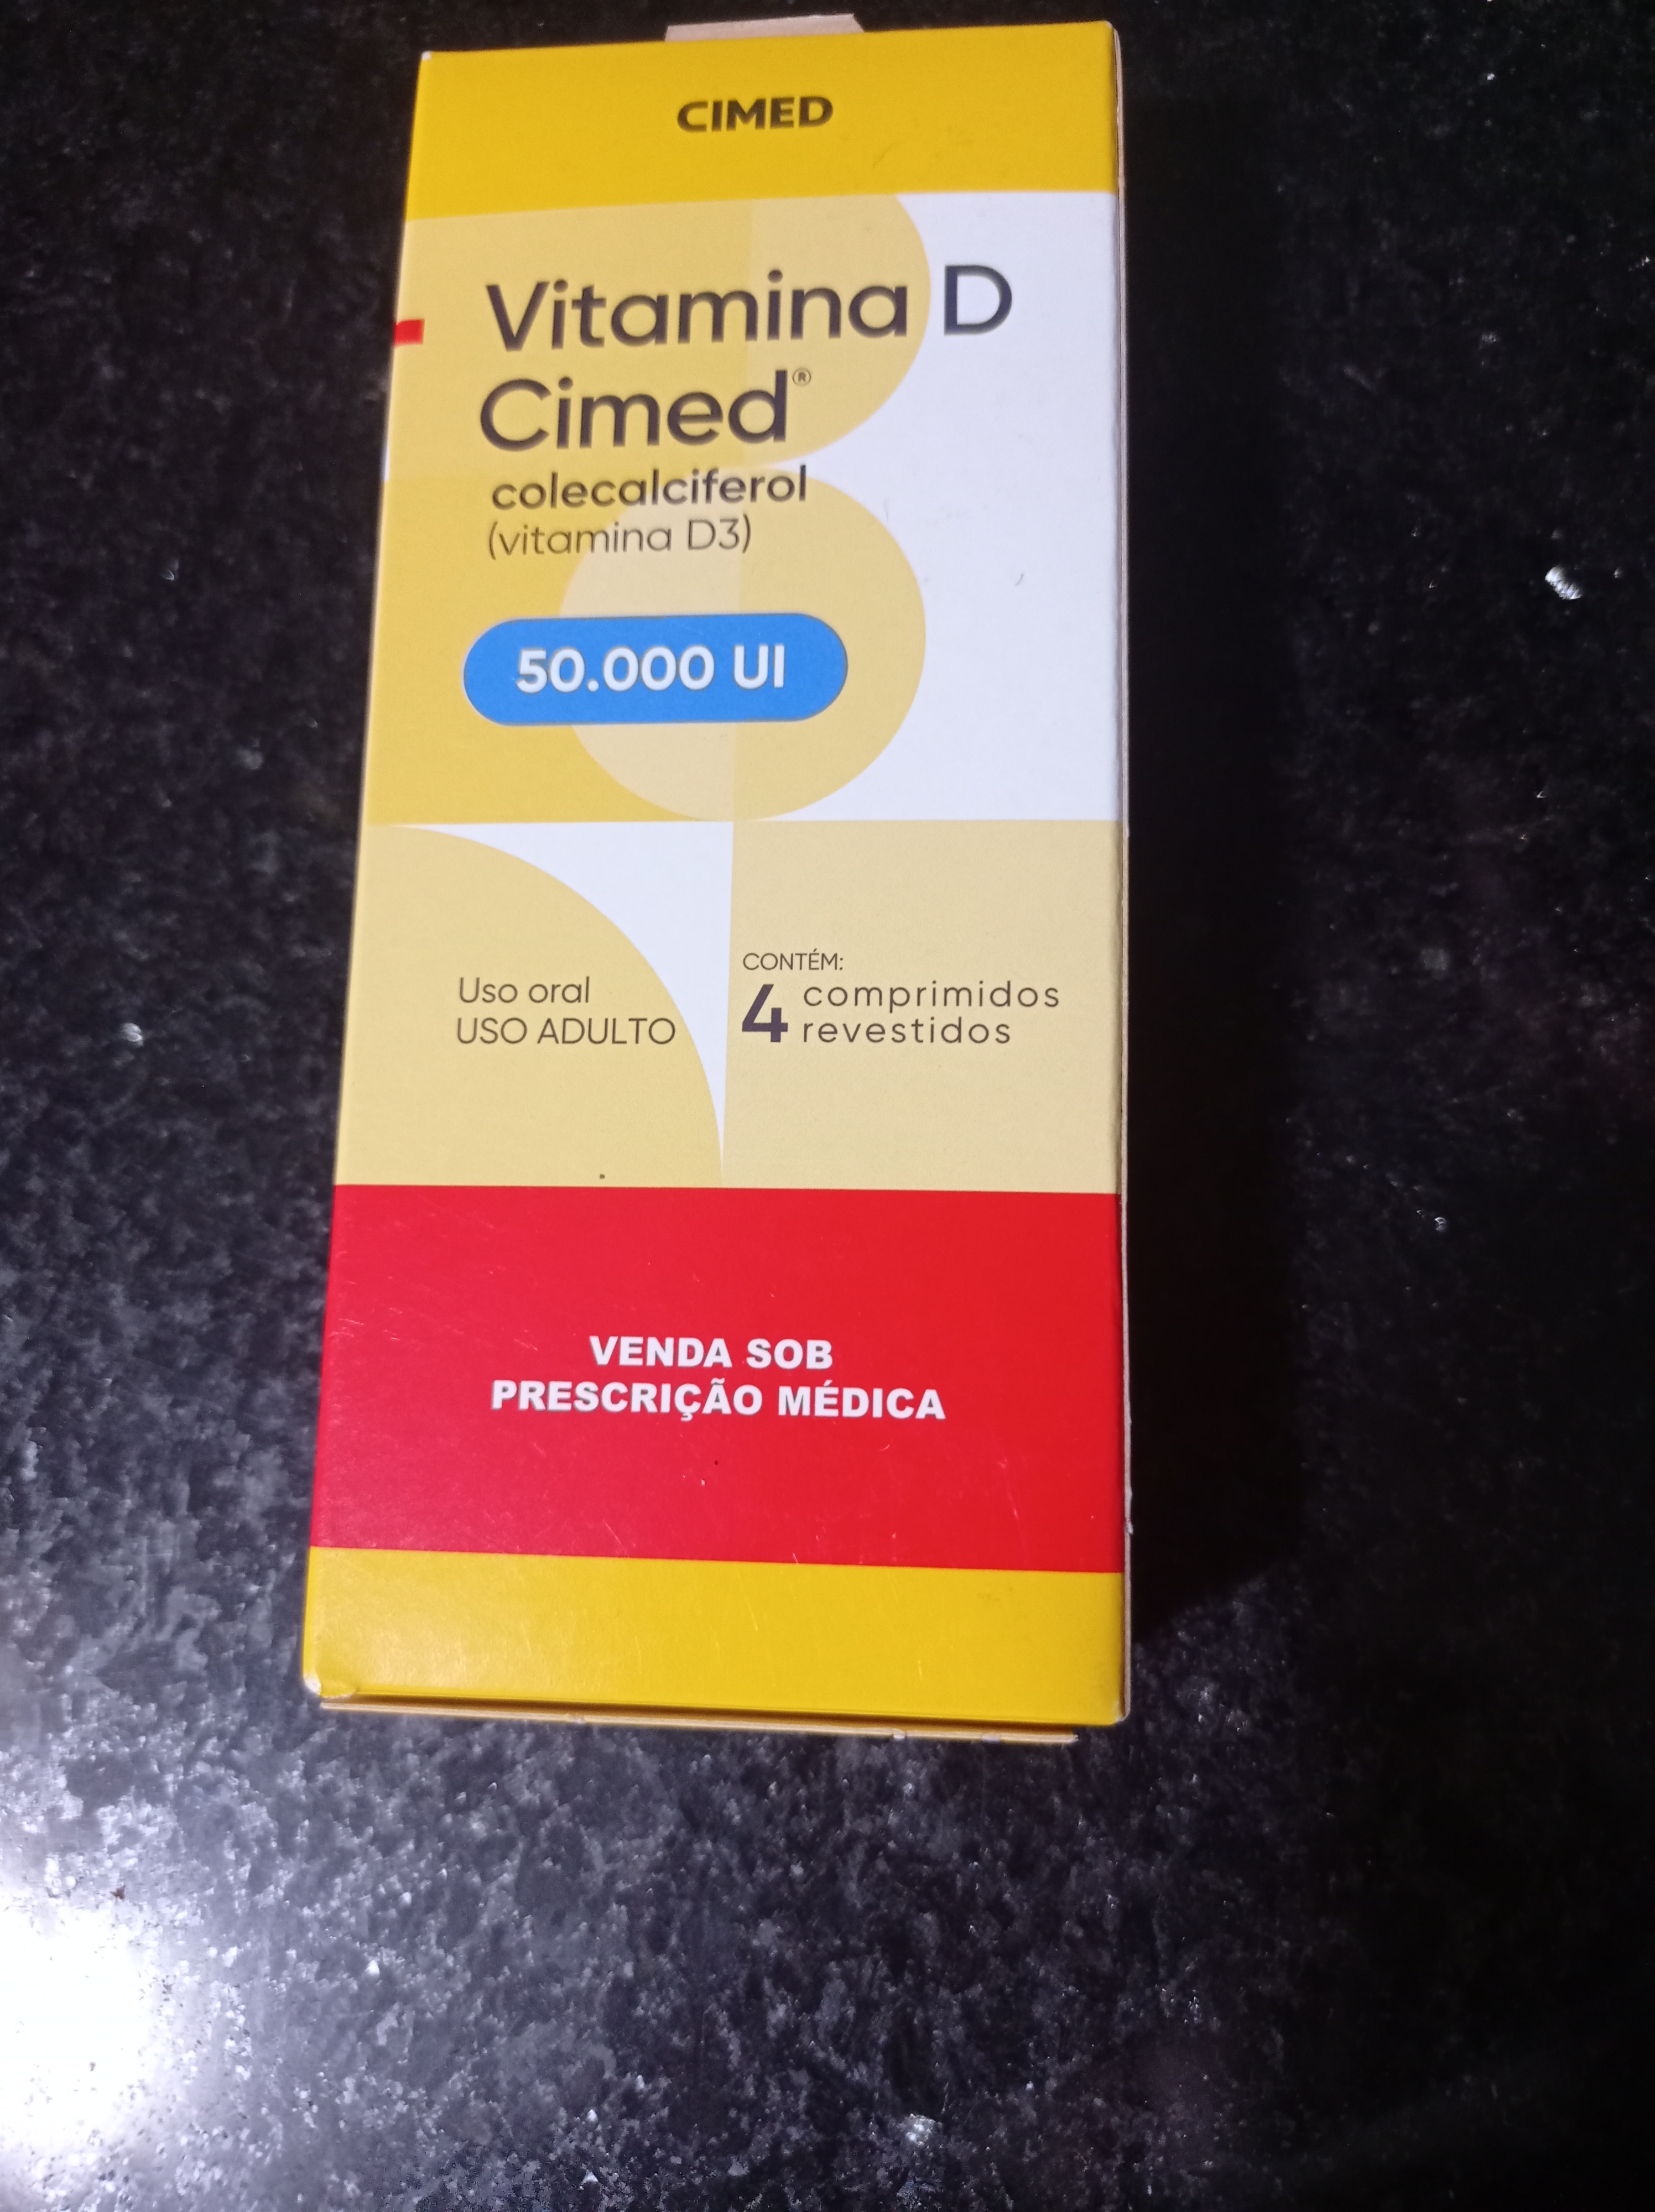 CIMED
Vitamina D
Cimed®
colecalciferol
(vitamina D3)
50.000 UI
Uso oral
USO ADULTO
CONTÉM:
4 comprimidos
revestidos
VENDA SOB
PRESCRIÇÃO MÉDICA